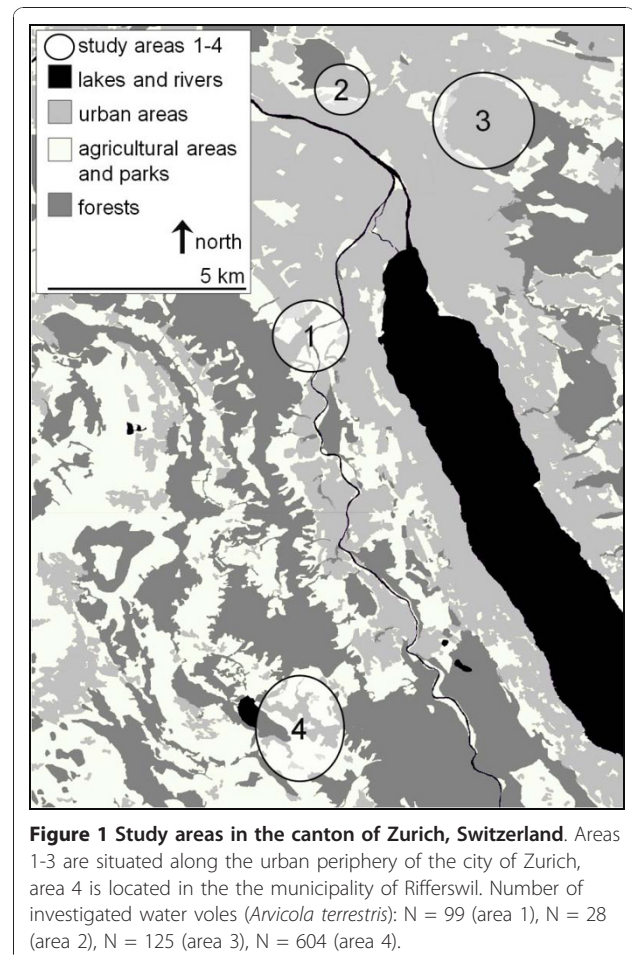 study areas 1-4
lakes and rivers
urban areas
agricultural areas
and parks
forests
north
5 km
2
3
1
4
Figure 1 Study areas in the canton of Zurich, Switzerland. Areas
1-3 are situated along the urban periphery of the city of Zurich,
area 4 is located in the the municipality of Rifferswil. Number of
investigated water voles (Arvicola terrestris): N = 99 (area 1), N = 28
(area 2), N = 125 (area 3), N = 604 (area 4).